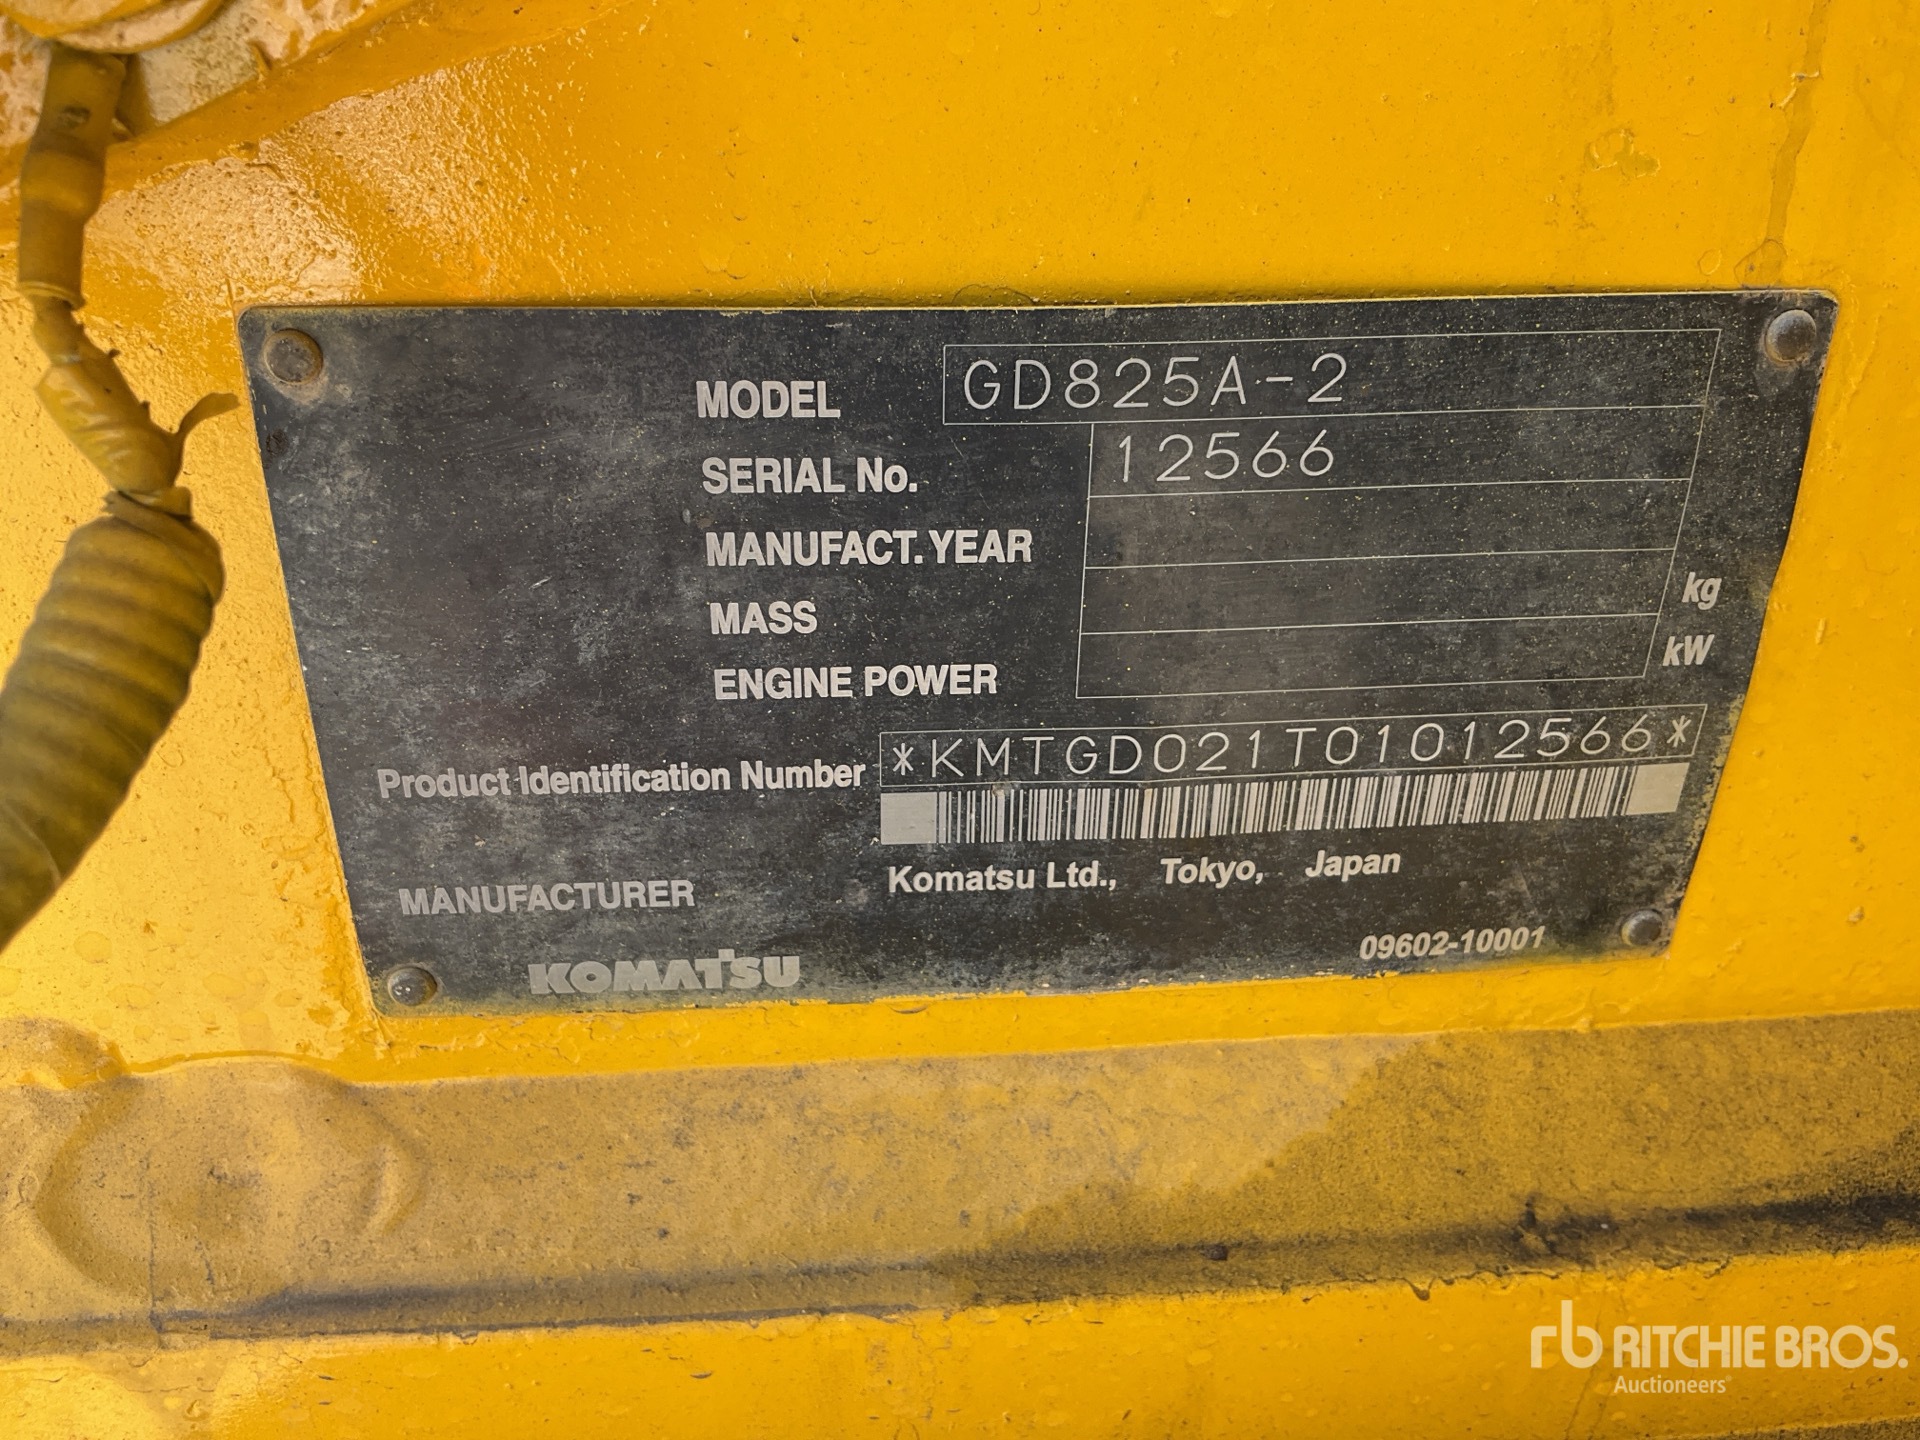 MODEL GD825A-2
SERIAL No. 12566
MANUFACT. YEAR
MASS kg
ENGINE POWER kW
Product Identification Number *KMTGD021T01012566*
MANUFACTURER Komatsu Ltd., Tokyo, Japan
KOMATSU 09602-10001
rb RITCHIE BROS.
Auctioneers